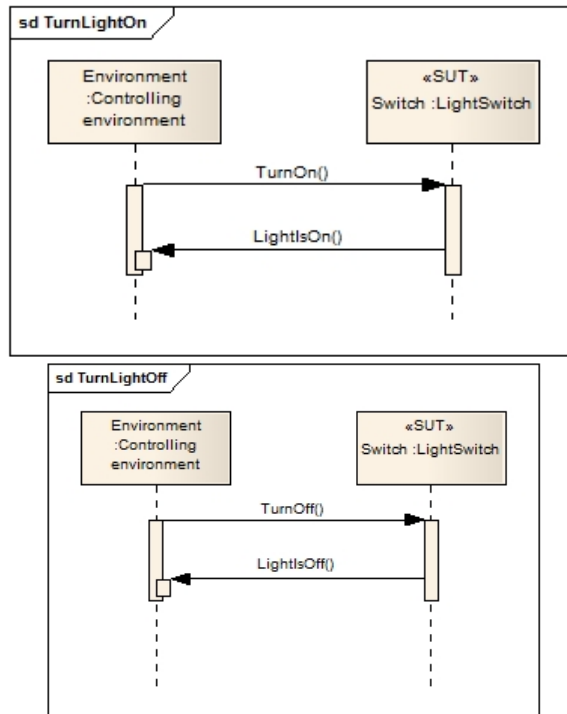 sd TurnLightOn
Environment
:Controlling
environment
«SUT»
Switch :LightSwitch
TurnOn()
LightIsOn()
sd TurnLightOff
Environment
:Controlling
environment
«SUT»
Switch :LightSwitch
TurnOff()
LightIsOff()